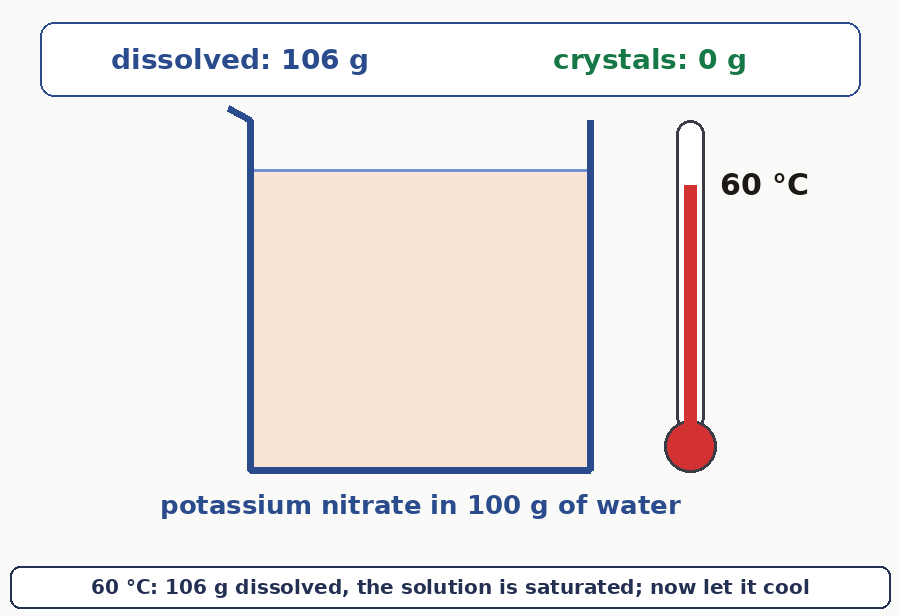 dissolved: 106 g
crystals: 0 g
60 °C
potassium nitrate in 100 g of water
60 °C: 106 g dissolved, the solution is saturated; now let it cool